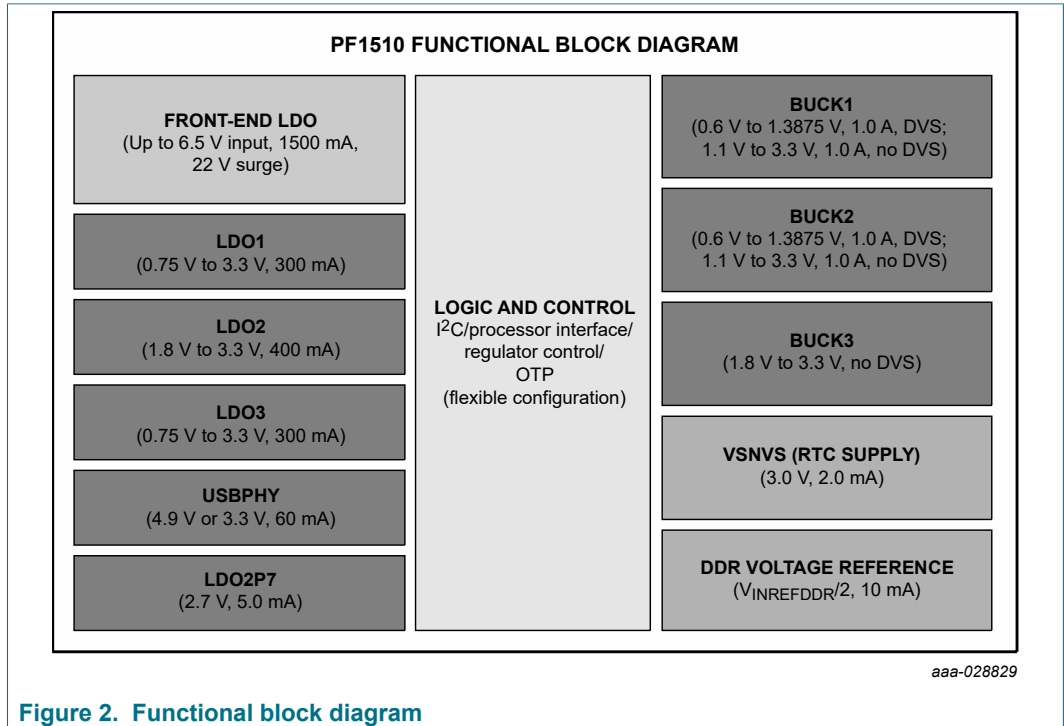 PF1510 FUNCTIONAL BLOCK DIAGRAM
FRONT-END LDO
(Up to 6.5 V input, 1500 mA,
22 V surge)
LDO1
(0.75 V to 3.3 V, 300 mA)
LDO2
(1.8 V to 3.3 V, 400 mA)
LDO3
(0.75 V to 3.3 V, 300 mA)
USBPHY
(4.9 V or 3.3 V, 60 mA)
LDO2P7
(2.7 V, 5.0 mA)
LOGIC AND CONTROL
I2C/processor interface/
regulator control/
OTP
(flexible configuration)
BUCK1
(0.6 V to 1.3875 V, 1.0 A, DVS;
1.1 V to 3.3 V, 1.0 A, no DVS)
BUCK2
(0.6 V to 1.3875 V, 1.0 A, DVS;
1.1 V to 3.3 V, 1.0 A, no DVS)
BUCK3
(1.8 V to 3.3 V, no DVS)
VSNVS (RTC SUPPLY)
(3.0 V, 2.0 mA)
DDR VOLTAGE REFERENCE
(VINREFDDR/2, 10 mA)
aaa-028829
Figure 2. Functional block diagram